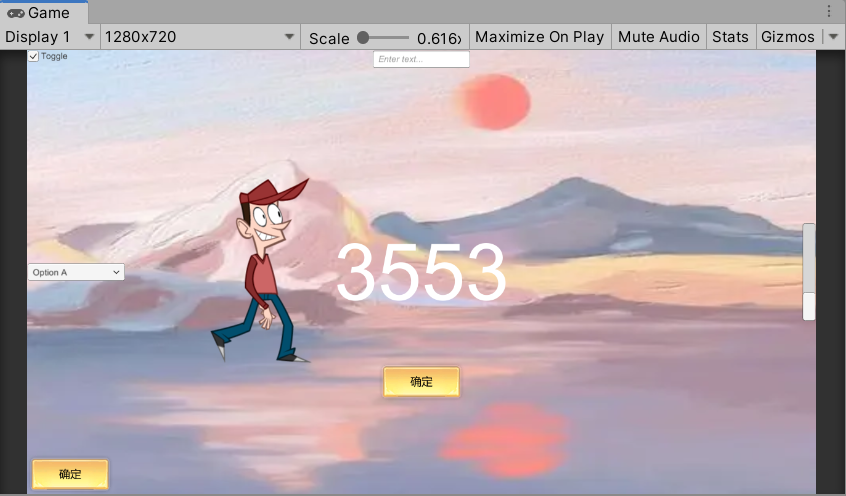 Game
Display 1 1280x720 Scale 0.616x Maximize On Play Mute Audio Stats Gizmos
Toggle
Enter text...
3553
Option A
确定
确定